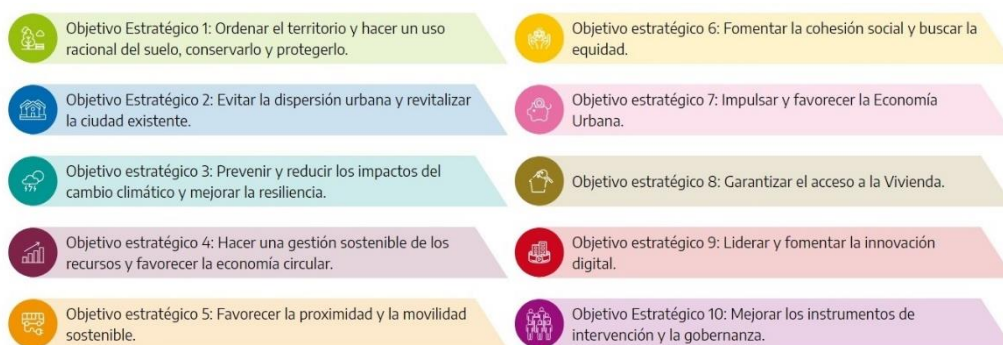 Objetivo Estratégico 1: Ordenar el territorio y hacer un uso
racional del suelo, conservarlo y protegerlo.
Objetivo Estratégico 2: Evitar la dispersión urbana y revitalizar
la ciudad existente.
Objetivo estratégico 3: Prevenir y reducir los impactos del
cambio climático y mejorar la resiliencia.
Objetivo estratégico 4: Hacer una gestión sostenible de los
recursos y favorecer la economía circular.
Objetivo estratégico 5: Favorecer la proximidad y la movilidad
sostenible.
Objetivo estratégico 6: Fomentar la cohesión social y buscar la
equidad.
Objetivo estratégico 7: Impulsar y favorecer la Economía
Urbana.
Objetivo estratégico 8: Garantizar el acceso a la Vivienda.
Objetivo estratégico 9: Liderar y fomentar la innovación
digital.
Objetivo Estratégico 10: Mejorar los instrumentos de
intervención y la gobernanza.